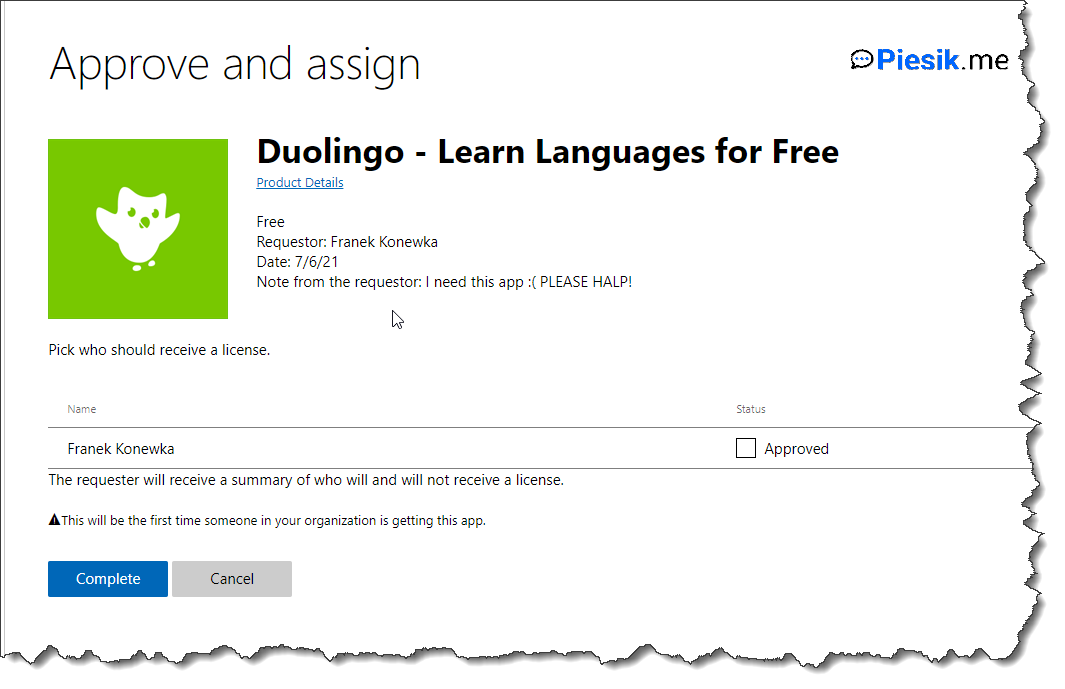 Approve and assign
Piesik.me
Duolingo - Learn Languages for Free
Product Details
Free
Requestor: Franek Konewka
Date: 7/6/21
Note from the requestor: I need this app :( PLEASE HALP!
Pick who should receive a license.
Name Status
Franek Konewka Approved
The requester will receive a summary of who will and will not receive a license.
This will be the first time someone in your organization is getting this app.
Complete Cancel